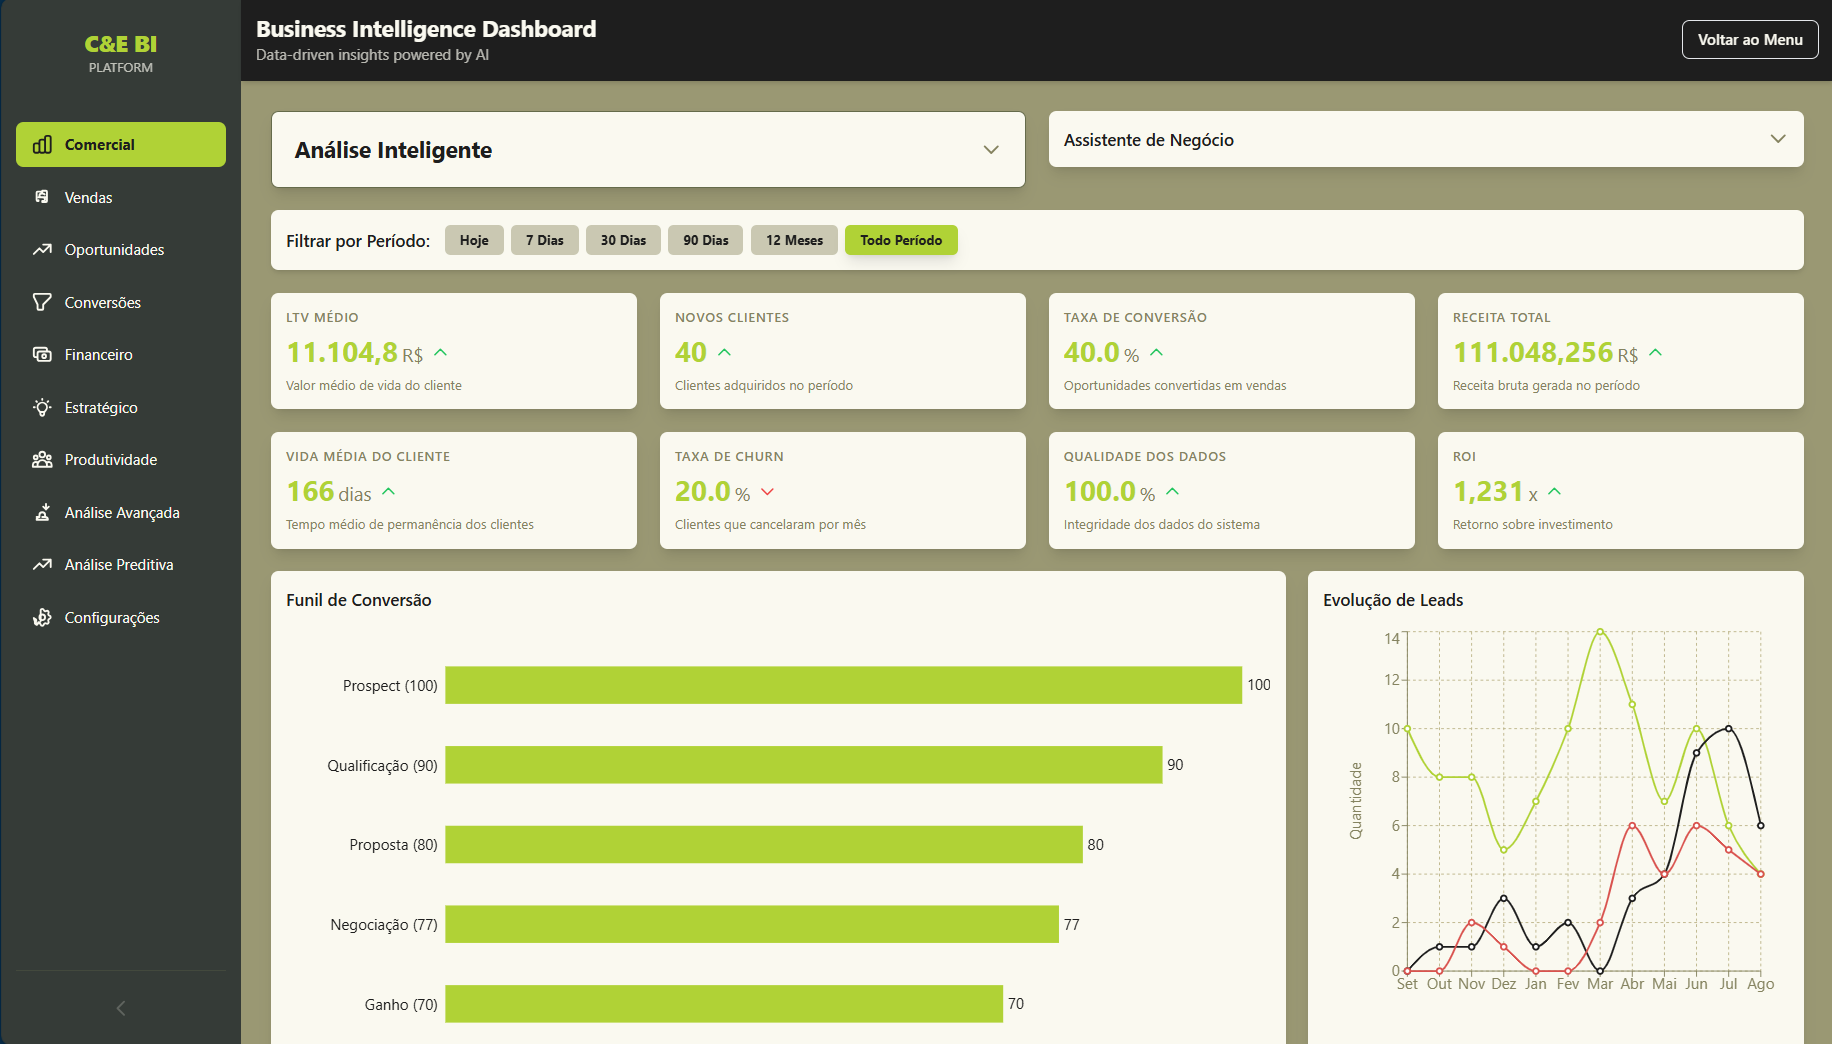 C&E BI
PLATFORM
Comercial
Vendas
Oportunidades
Conversões
Financeiro
Estratégico
Produtividade
Análise Avançada
Análise Preditiva
Configurações
Business Intelligence Dashboard
Data-driven insights powered by AI
Voltar ao Menu
Análise Inteligente
Assistente de Negócio
Filtrar por Período: Hoje 7 Dias 30 Dias 90 Dias 12 Meses Todo Período
LTV MÉDIO
11.104,8 R$
Valor médio de vida do cliente
NOVOS CLIENTES
40
Clientes adquiridos no período
TAXA DE CONVERSÃO
40.0 %
Oportunidades convertidas em vendas
RECEITA TOTAL
111.048,256 R$
Receita bruta gerada no período
VIDA MÉDIA DO CLIENTE
166 dias
Tempo médio de permanência dos clientes
TAXA DE CHURN
20.0 %
Clientes que cancelaram por mês
QUALIDADE DOS DADOS
100.0 %
Integridade dos dados do sistema
ROI
1,231 x
Retorno sobre investimento
Funil de Conversão
Prospect (100) 100
Qualificação (90) 90
Proposta (80) 80
Negociação (77) 77
Ganho (70) 70
Evolução de Leads
Quantidade
14
12
10
8
6
4
2
0
Set Out Nov Dez Jan Fev Mar Abr Mai Jun Jul Ago